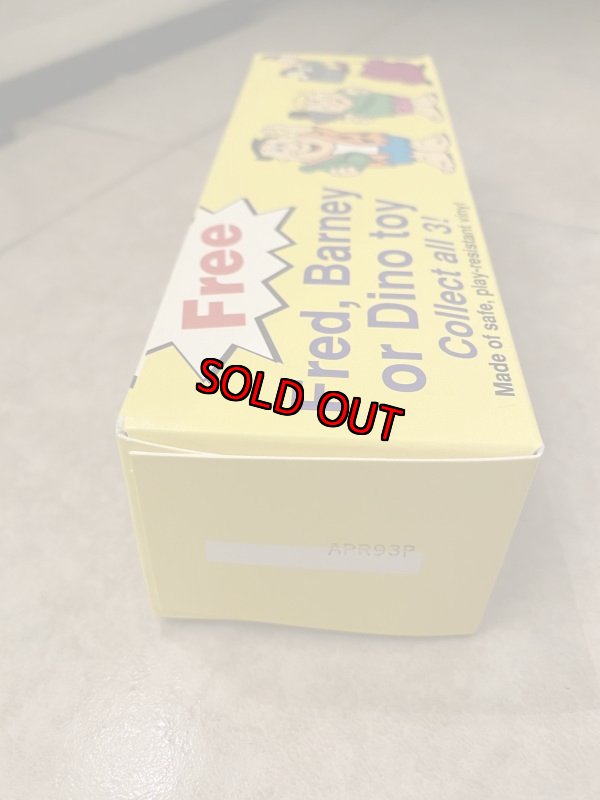 Free
Fred, Barney
or Dino toy
Collect all 3!
Made of safe, play-resistant vinyl
SOLD OUT
APR93P